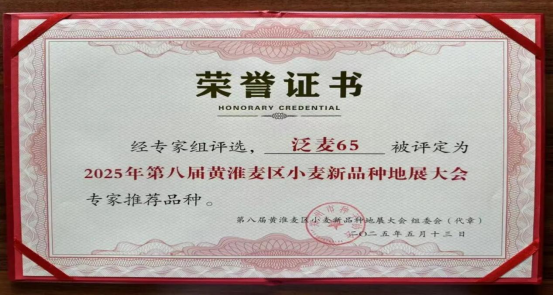 荣誉证书
HONORARY CREDENTIAL
经专家组评选，泛麦65 被评定为
2025年第八届黄淮麦区小麦新品种地展大会
专家推荐品种。
第八届黄淮麦区小麦新品种地展大会 组委会（代章）
二〇二五年五月十三日